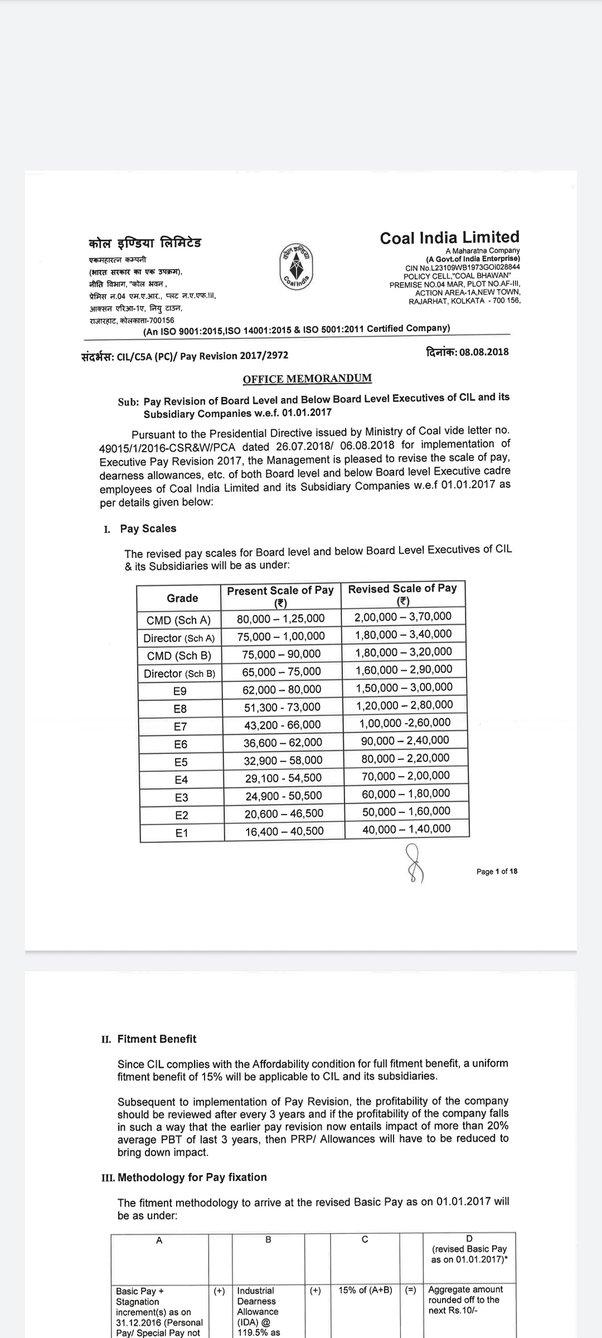 कोल इण्डिया लिमिटेड
एकमहारत्न कम्पनी
(भारत सरकार का एक उपक्रम),
नीति विभाग, "कोल भवन ,
प्रेमिस न.04 एम.ए.आर., प्लट न.ए.एफ.III,
आक्सन एरिआ-1ए, नियु टाउन,
राजारहाट, कोलकाता-700156
Coal India
Coal India Limited
A Maharatna Company
(A Govt.of India Enterprise)
CIN No.L23109WB1973GOI028844
POLICY CELL,"COAL BHAWAN"
PREMISE NO.04 MAR, PLOT NO.AF-III,
ACTION AREA-1A,NEW TOWN,
RAJARHAT, KOLKATA - 700 156.
(An ISO 9001:2015,ISO 14001:2015 & ISO 5001:2011 Certified Company)
संदर्भस: CIL/C5A (PC)/ Pay Revision 2017/2972 दिनांक: 08.08.2018
OFFICE MEMORANDUM
Sub: Pay Revision of Board Level and Below Board Level Executives of CIL and its
Subsidiary Companies w.e.f. 01.01.2017
Pursuant to the Presidential Directive issued by Ministry of Coal vide letter no.
49015/1/2016-CSR&W/PCA dated 26.07.2018/ 06.08.2018 for implementation of
Executive Pay Revision 2017, the Management is pleased to revise the scale of pay,
dearness allowances, etc. of both Board level and below Board level Executive cadre
employees of Coal India Limited and its Subsidiary Companies w.e.f 01.01.2017 as
per details given below:
I. Pay Scales
The revised pay scales for Board level and below Board Level Executives of CIL
& its Subsidiaries will be as under:
Grade Present Scale of Pay (₹) Revised Scale of Pay (₹)
CMD (Sch A) 80,000 – 1,25,000 2,00,000 – 3,70,000
Director (Sch A) 75,000 – 1,00,000 1,80,000 – 3,40,000
CMD (Sch B) 75,000 – 90,000 1,80,000 – 3,20,000
Director (Sch B) 65,000 – 75,000 1,60,000 – 2,90,000
E9 62,000 – 80,000 1,50,000 – 3,00,000
E8 51,300 - 73,000 1,20,000 – 2,80,000
E7 43,200 - 66,000 1,00,000 -2,60,000
E6 36,600 – 62,000 90,000 – 2,40,000
E5 32,900 – 58,000 80,000 – 2,20,000
E4 29,100 - 54,500 70,000 – 2,00,000
E3 24,900 - 50,500 60,000 – 1,80,000
E2 20,600 – 46,500 50,000 – 1,60,000
E1 16,400 – 40,500 40,000 – 1,40,000
Page 1 of 18
II. Fitment Benefit
Since CIL complies with the Affordability condition for full fitment benefit, a uniform
fitment benefit of 15% will be applicable to CIL and its subsidiaries.
Subsequent to implementation of Pay Revision, the profitability of the company
should be reviewed after every 3 years and if the profitability of the company falls
in such a way that the earlier pay revision now entails impact of more than 20%
average PBT of last 3 years, then PRP/ Allowances will have to be reduced to
bring down impact.
III. Methodology for Pay fixation
The fitment methodology to arrive at the revised Basic Pay as on 01.01.2017 will
be as under:
A B C D
(revised Basic Pay
as on 01.01.2017)*
Basic Pay + (+) Industrial (+) 15% of (A+B) (=) Aggregate amount
Stagnation Dearness rounded off to the
increment(s) as on Allowance next Rs.10/-
31.12.2016 (Personal (IDA) @
Pay/ Special Pay not 119.5% as